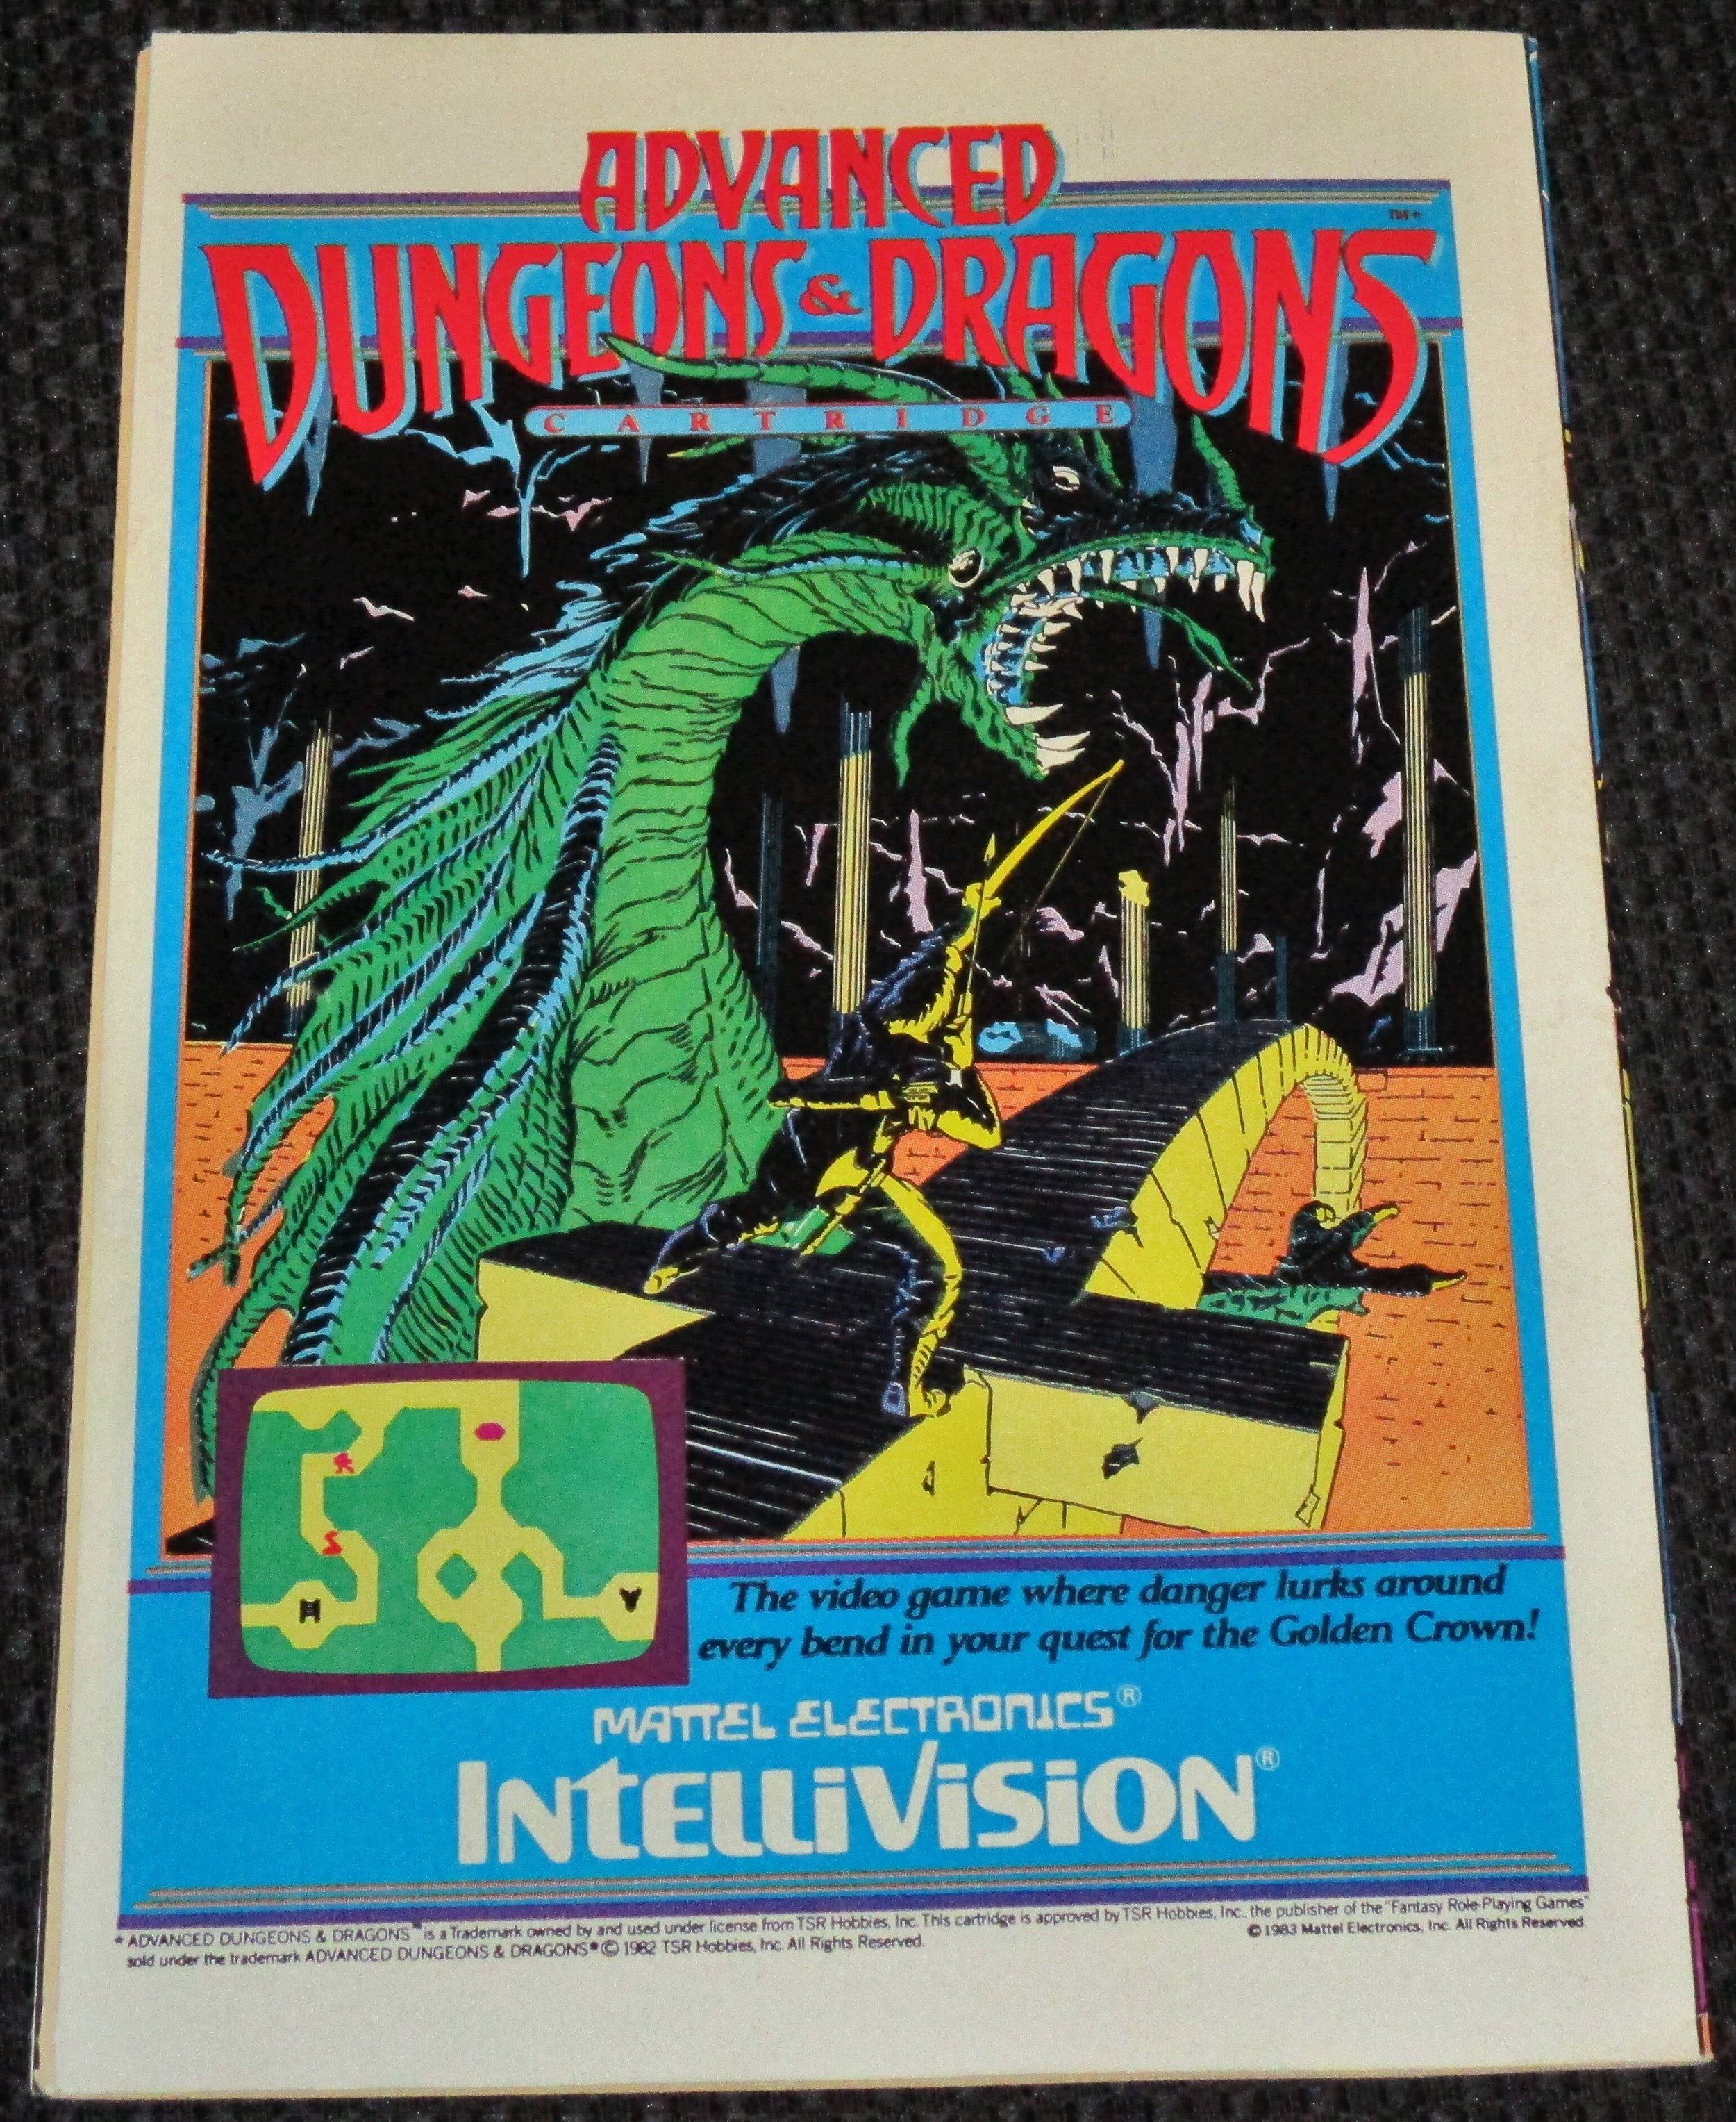 ADVANCED
DUNGEONS & DRAGONS™*
CARTRIDGE
The video game where danger lurks around
every bend in your quest for the Golden Crown!
MATTEL ELECTRONICS®
INTELLIVISION®
* ADVANCED DUNGEONS & DRAGONS™ is a Trademark owned by and used under license from TSR Hobbies, Inc. This cartridge is approved by TSR Hobbies, Inc., the publisher of the "Fantasy Role-Playing Games"
sold under the trademark ADVANCED DUNGEONS & DRAGONS® © 1982 TSR Hobbies, Inc. All Rights Reserved.
© 1983 Mattel Electronics, Inc. All Rights Reserved.